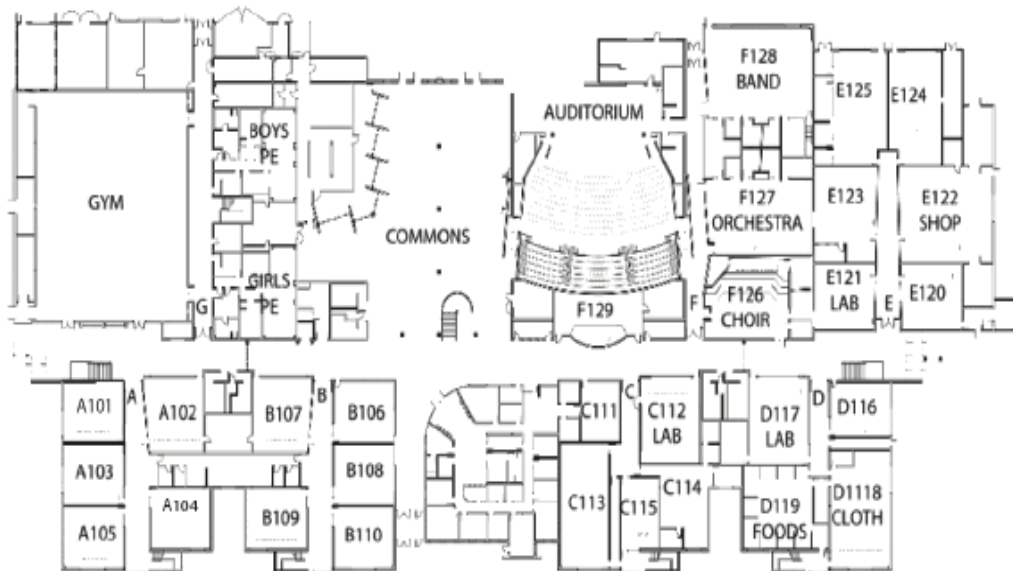 F128
BAND
E125
E124
AUDITORIUM
BOYS
PE
GYM
F127
ORCHESTRA
E123
E122
SHOP
COMMONS
GIRLS
PE
G
F129
F
F126
CHOIR
E121
LAB
E
E120
A101
A
A102
B107
B
B106
C111
C
C112
LAB
D117
LAB
D
D116
A103
B108
A104
B109
A105
B110
C113
C115
C114
D119
FOODS
D1118
CLOTH